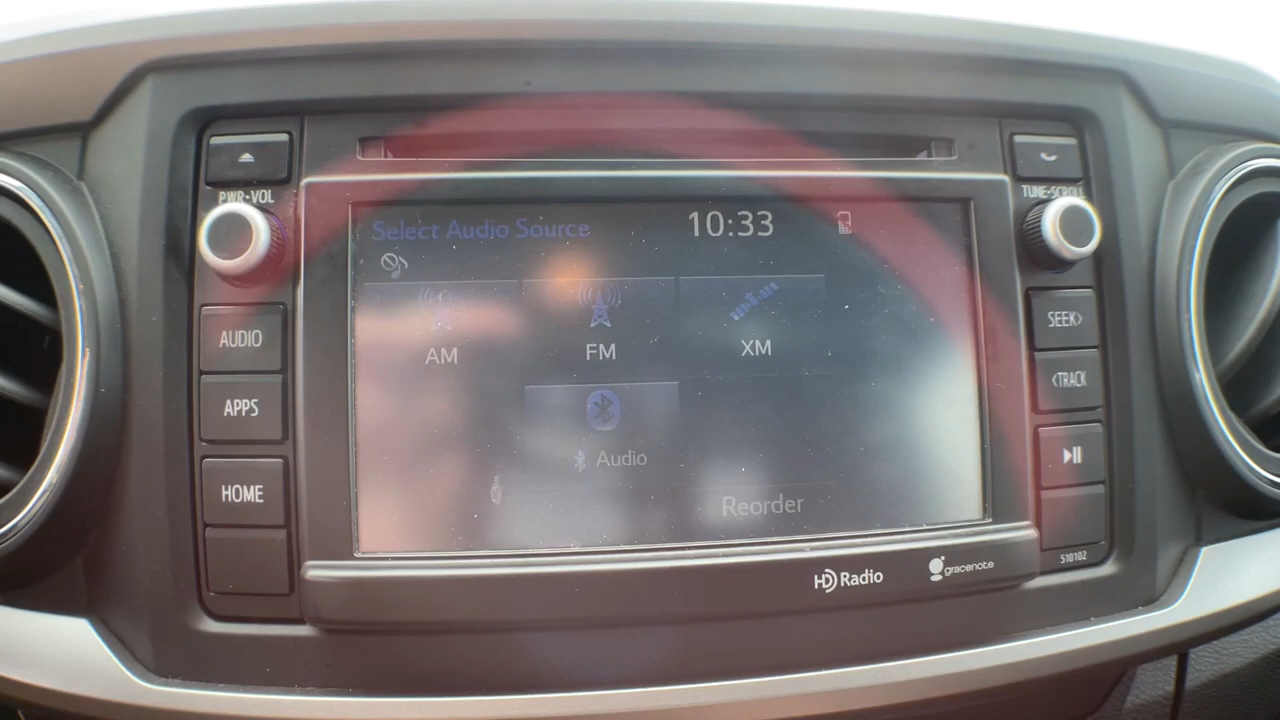 PWR•VOL
AUDIO
APPS
HOME
Select Audio Source
10:33
AM
FM
XM
Audio
Reorder
TUNE•SCROLL
SEEK>
<TRACK
510102
HD Radio
gracenote